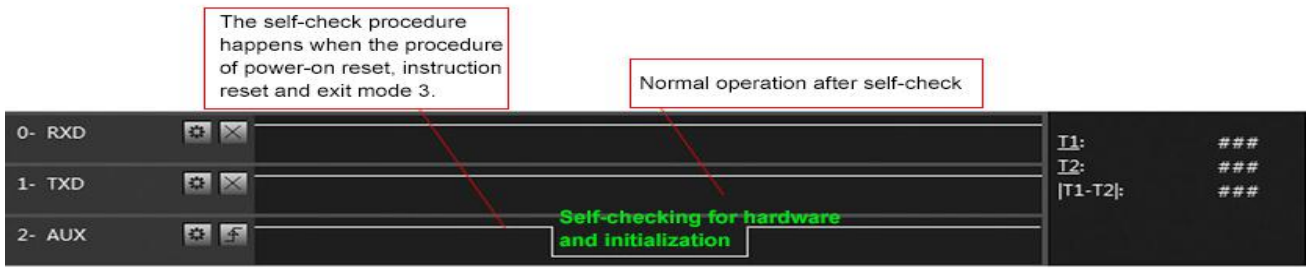 The self-check procedure
happens when the procedure
of power-on reset, instruction
reset and exit mode 3.
Normal operation after self-check
0- RXD
1- TXD
2- AUX
Self-checking for hardware
and initialization
T1: ###
T2: ###
|T1-T2|: ###